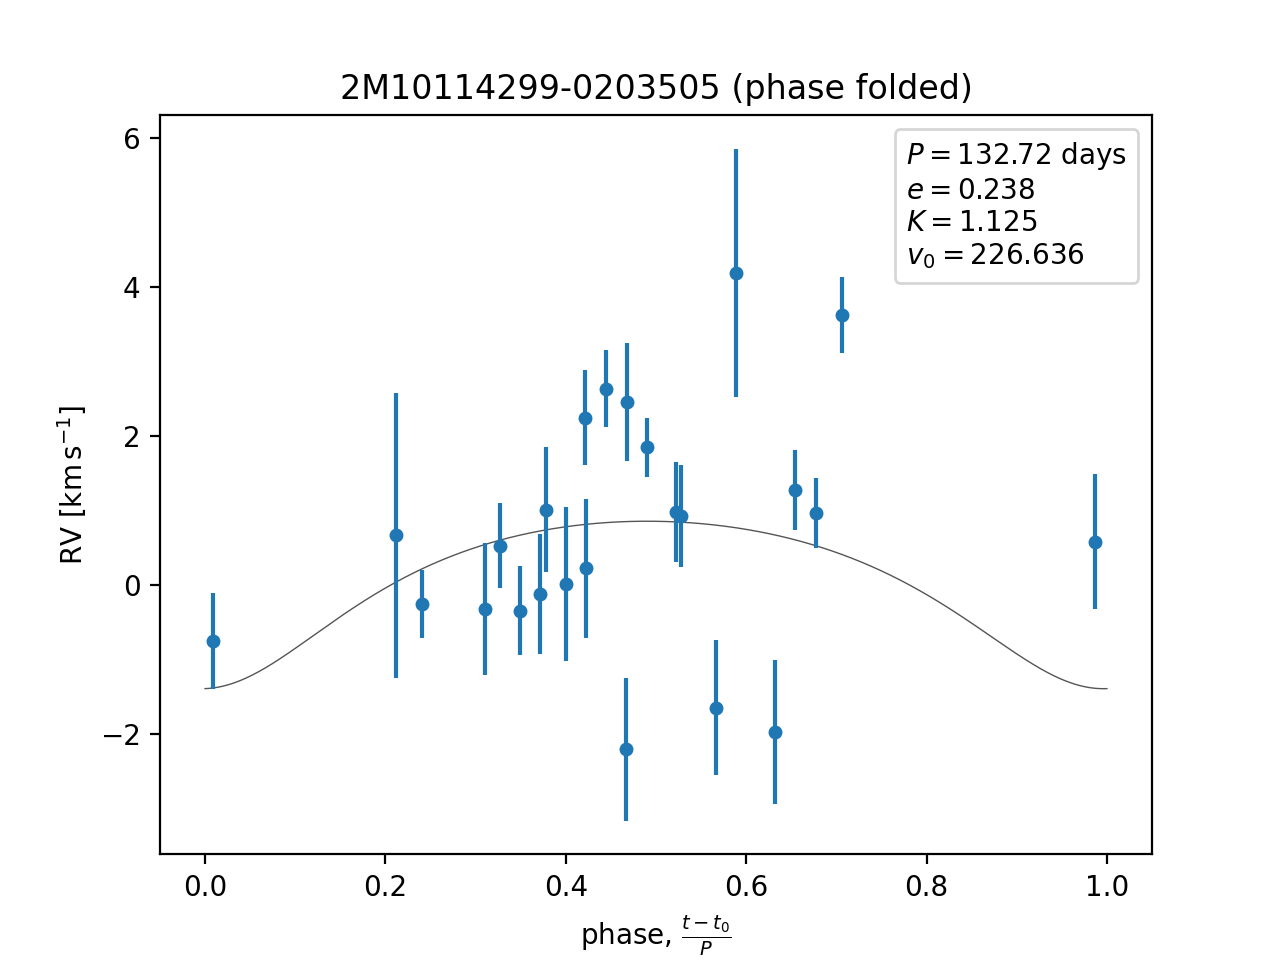 2M10114299-0203505 (phase folded)
P = 132.72 days
e = 0.238
K = 1.125
v₀ = 226.636
6
4
2
0
−2
RV [km s⁻¹]
0.0 0.2 0.4 0.6 0.8 1.0
phase, (t − t₀)/P